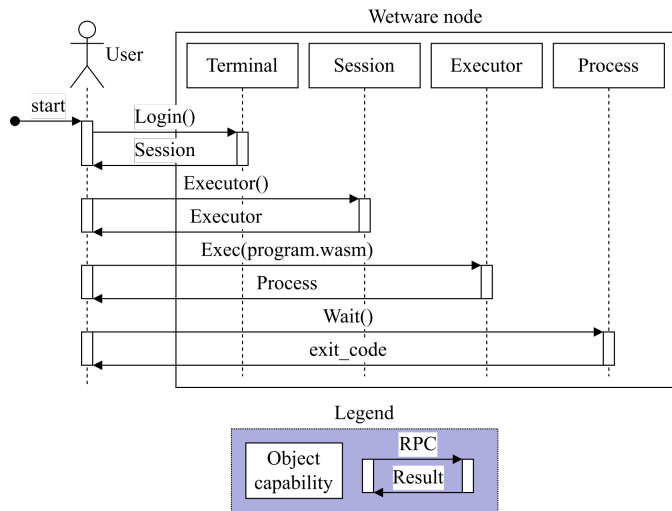 Wetware node
User
Terminal
Session
Executor
Process
start
Login()
Session
Executor()
Executor
Exec(program.wasm)
Process
Wait()
exit_code
Legend
Object
capability
RPC
Result